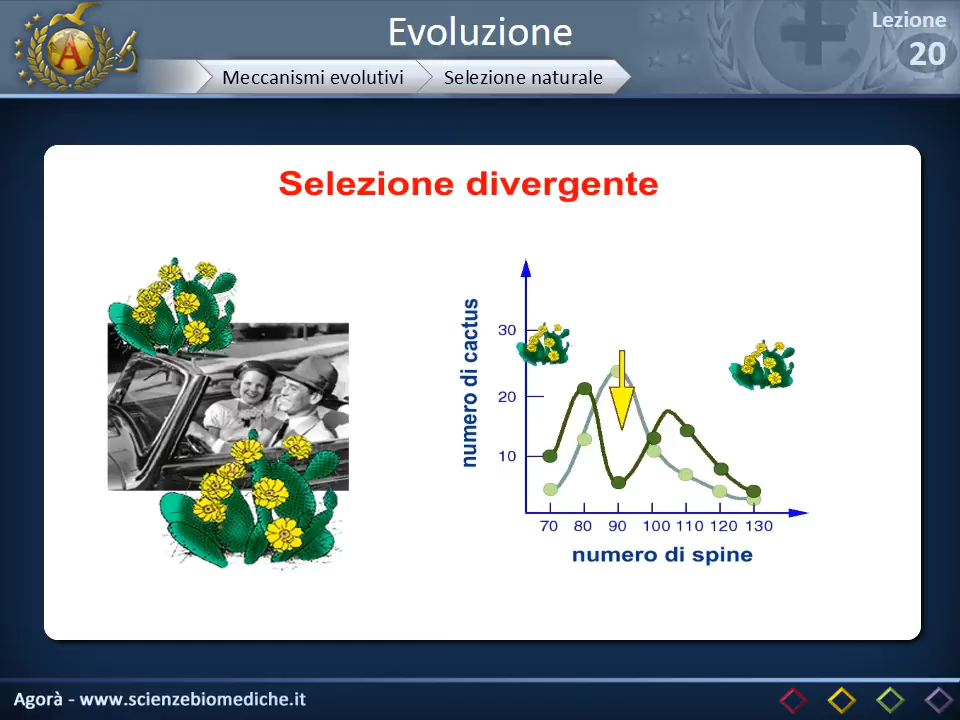 Evoluzione
Lezione
20
Meccanismi evolutivi
Selezione naturale
A
Selezione divergente
numero di cactus
30
20
10
70 80 90 100 110 120 130
numero di spine
Agorà - www.scienzebiomediche.it